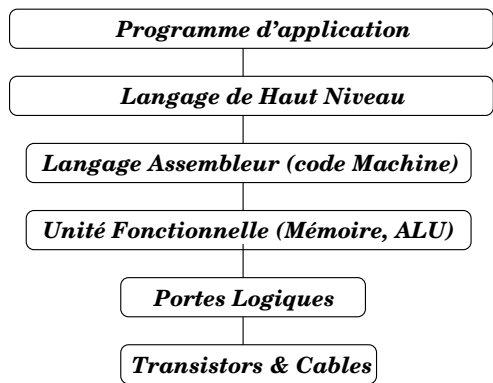 Programme d'application
Langage de Haut Niveau
Langage Assembleur (code Machine)
Unité Fonctionnelle (Mémoire, ALU)
Portes Logiques
Transistors & Cables